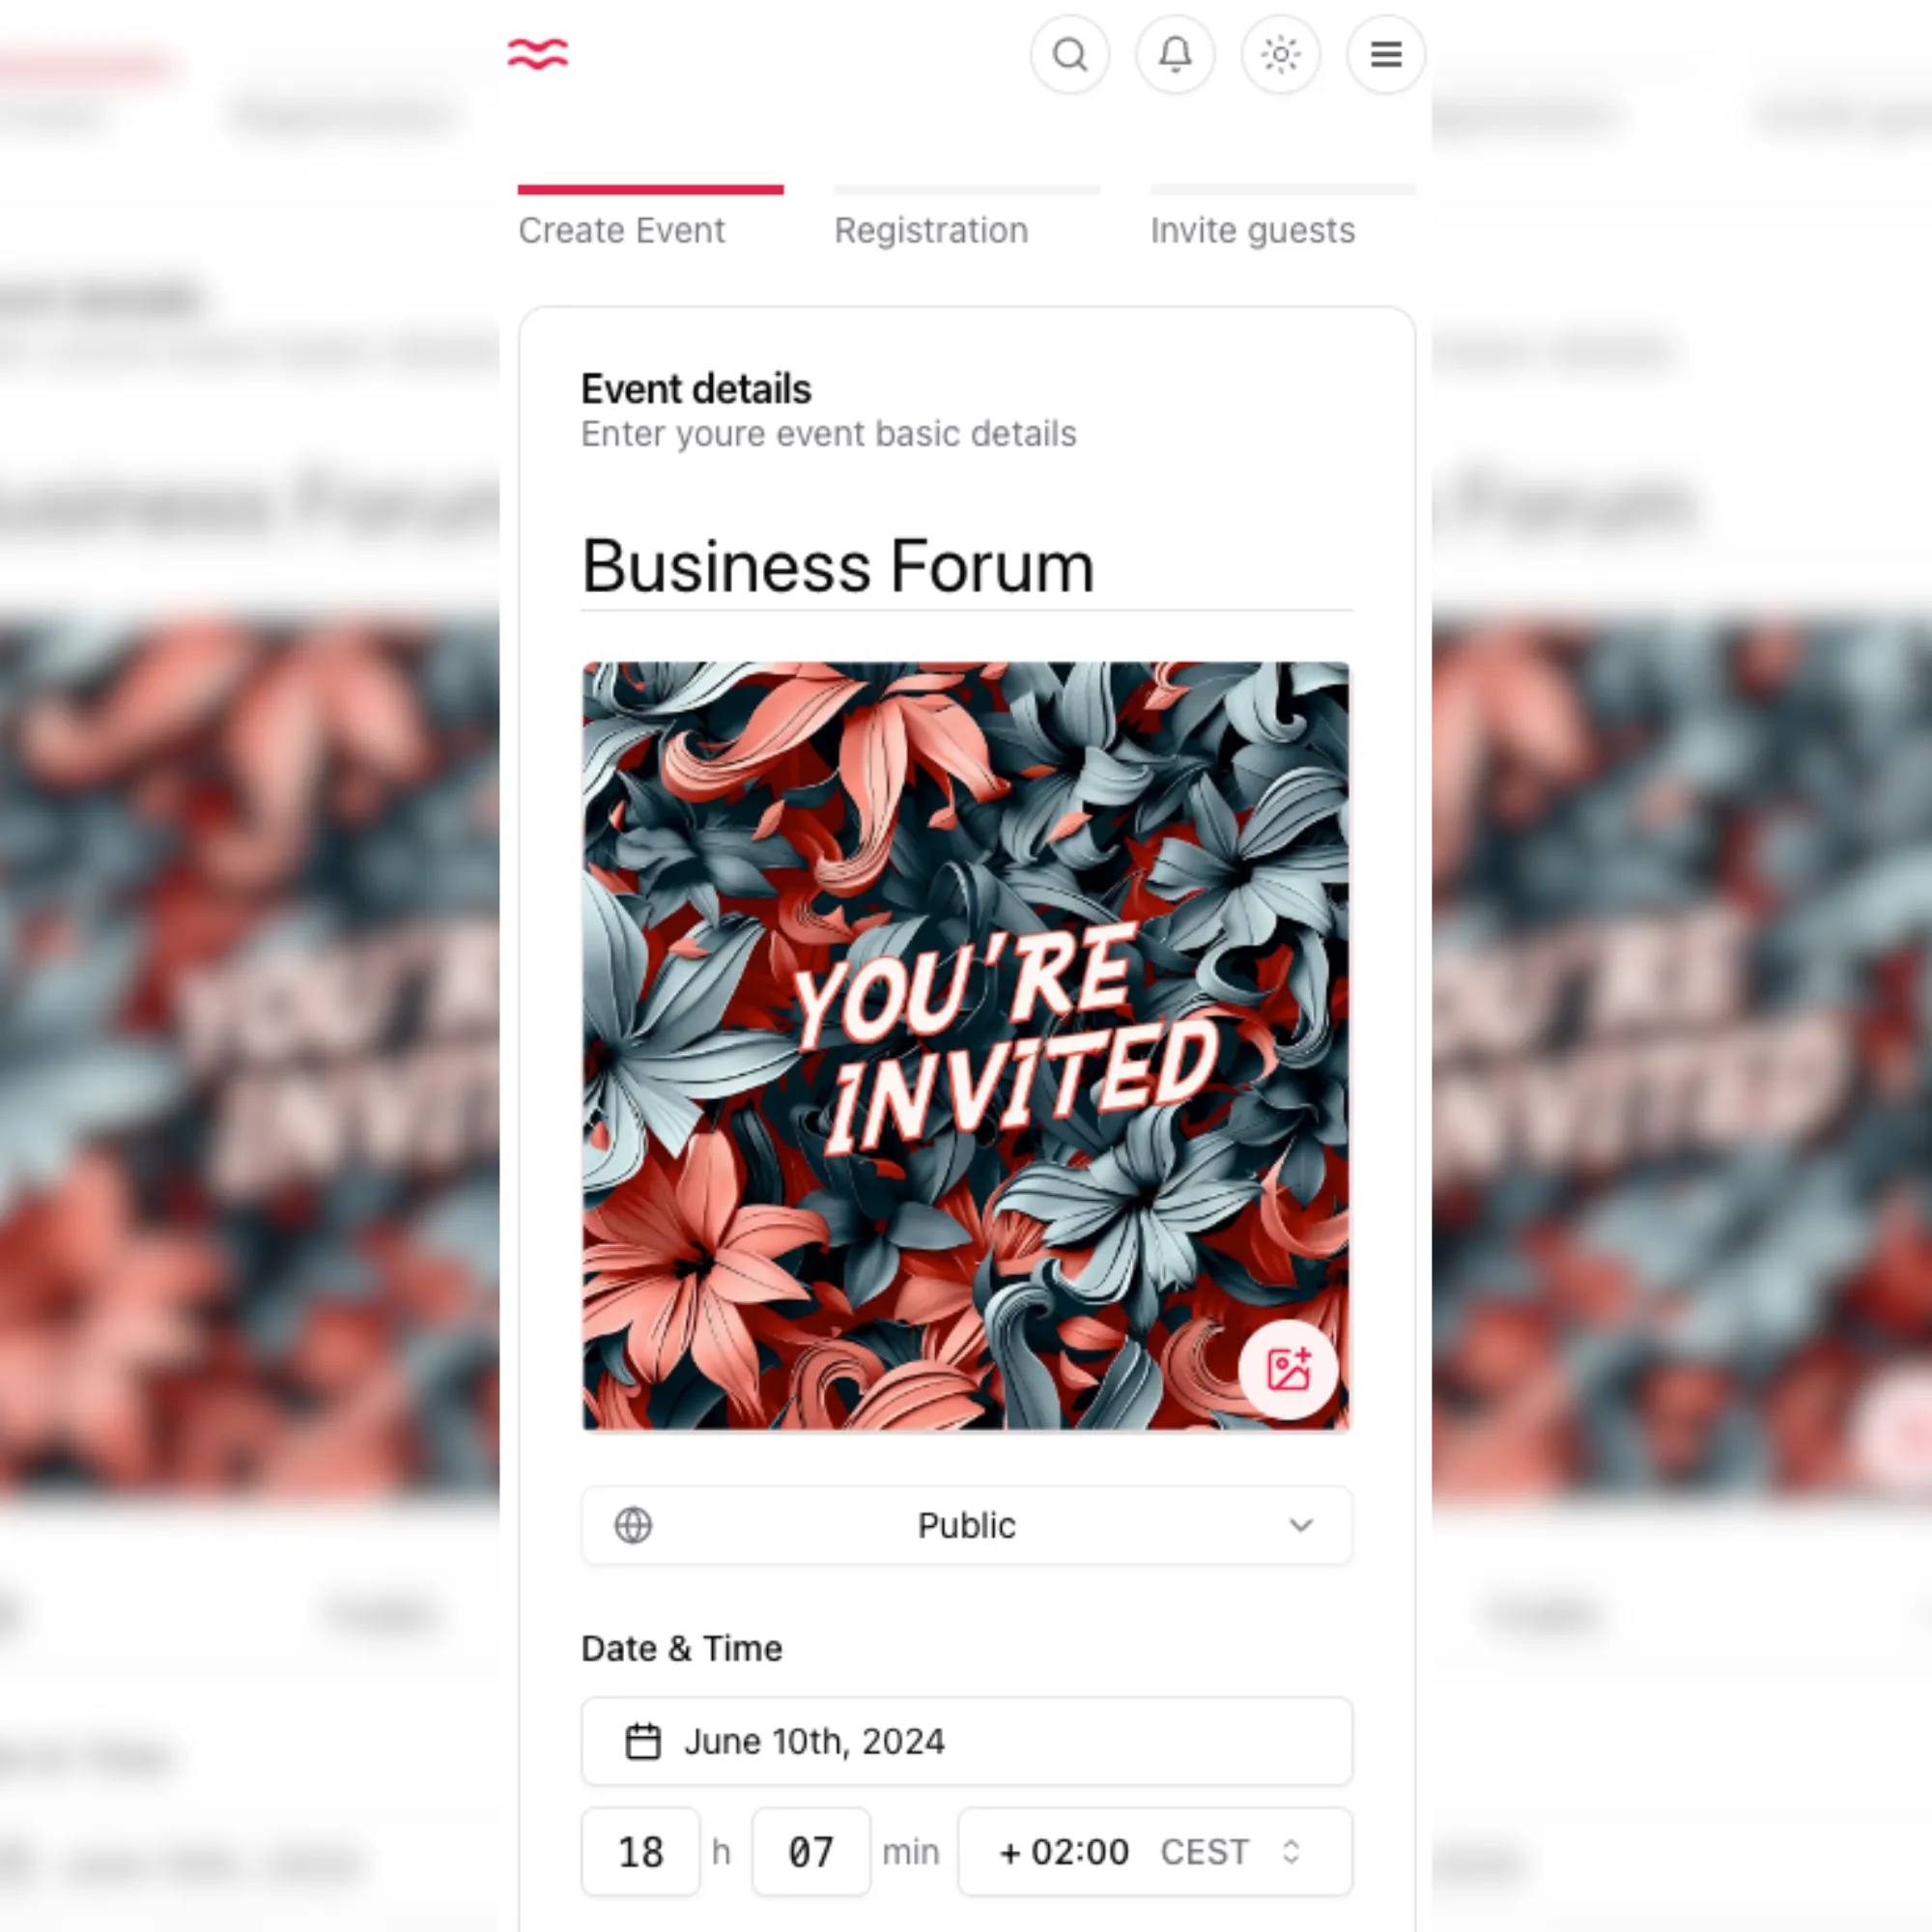 Create Event
Registration
Invite guests
Event details
Enter youre event basic details
Business Forum
YOU'RE
INVITED
Public
Date & Time
June 10th, 2024
18 h 07 min + 02:00 CEST